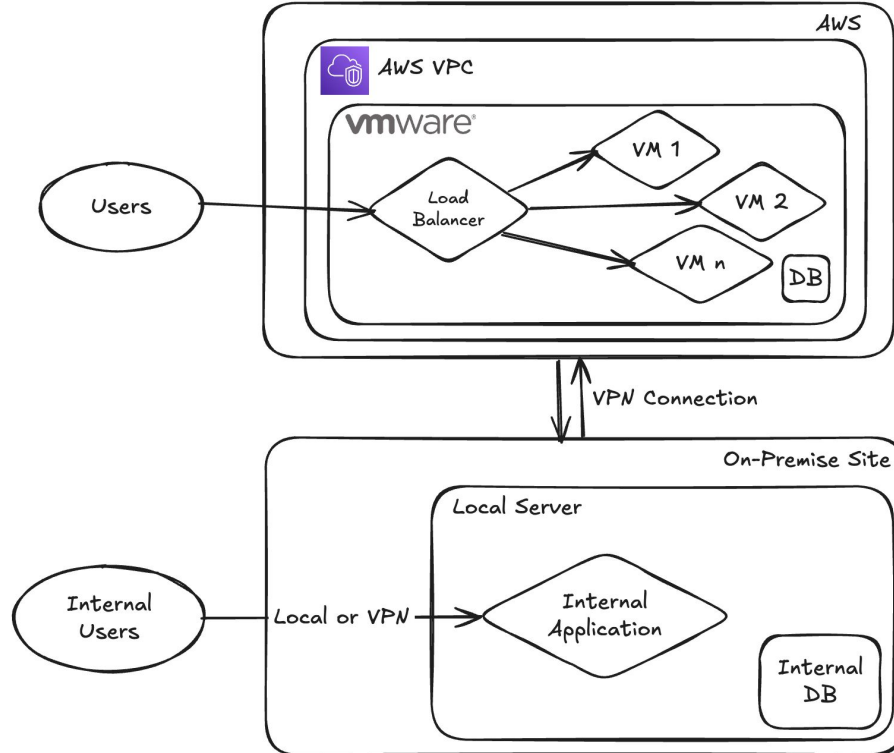 AWS
AWS VPC
vmware®
VM 1
Users
Load
Balancer
VM 2
VM n
DB
VPN Connection
On-Premise Site
Local Server
Internal
Users
Local or VPN
Internal
Application
Internal
DB